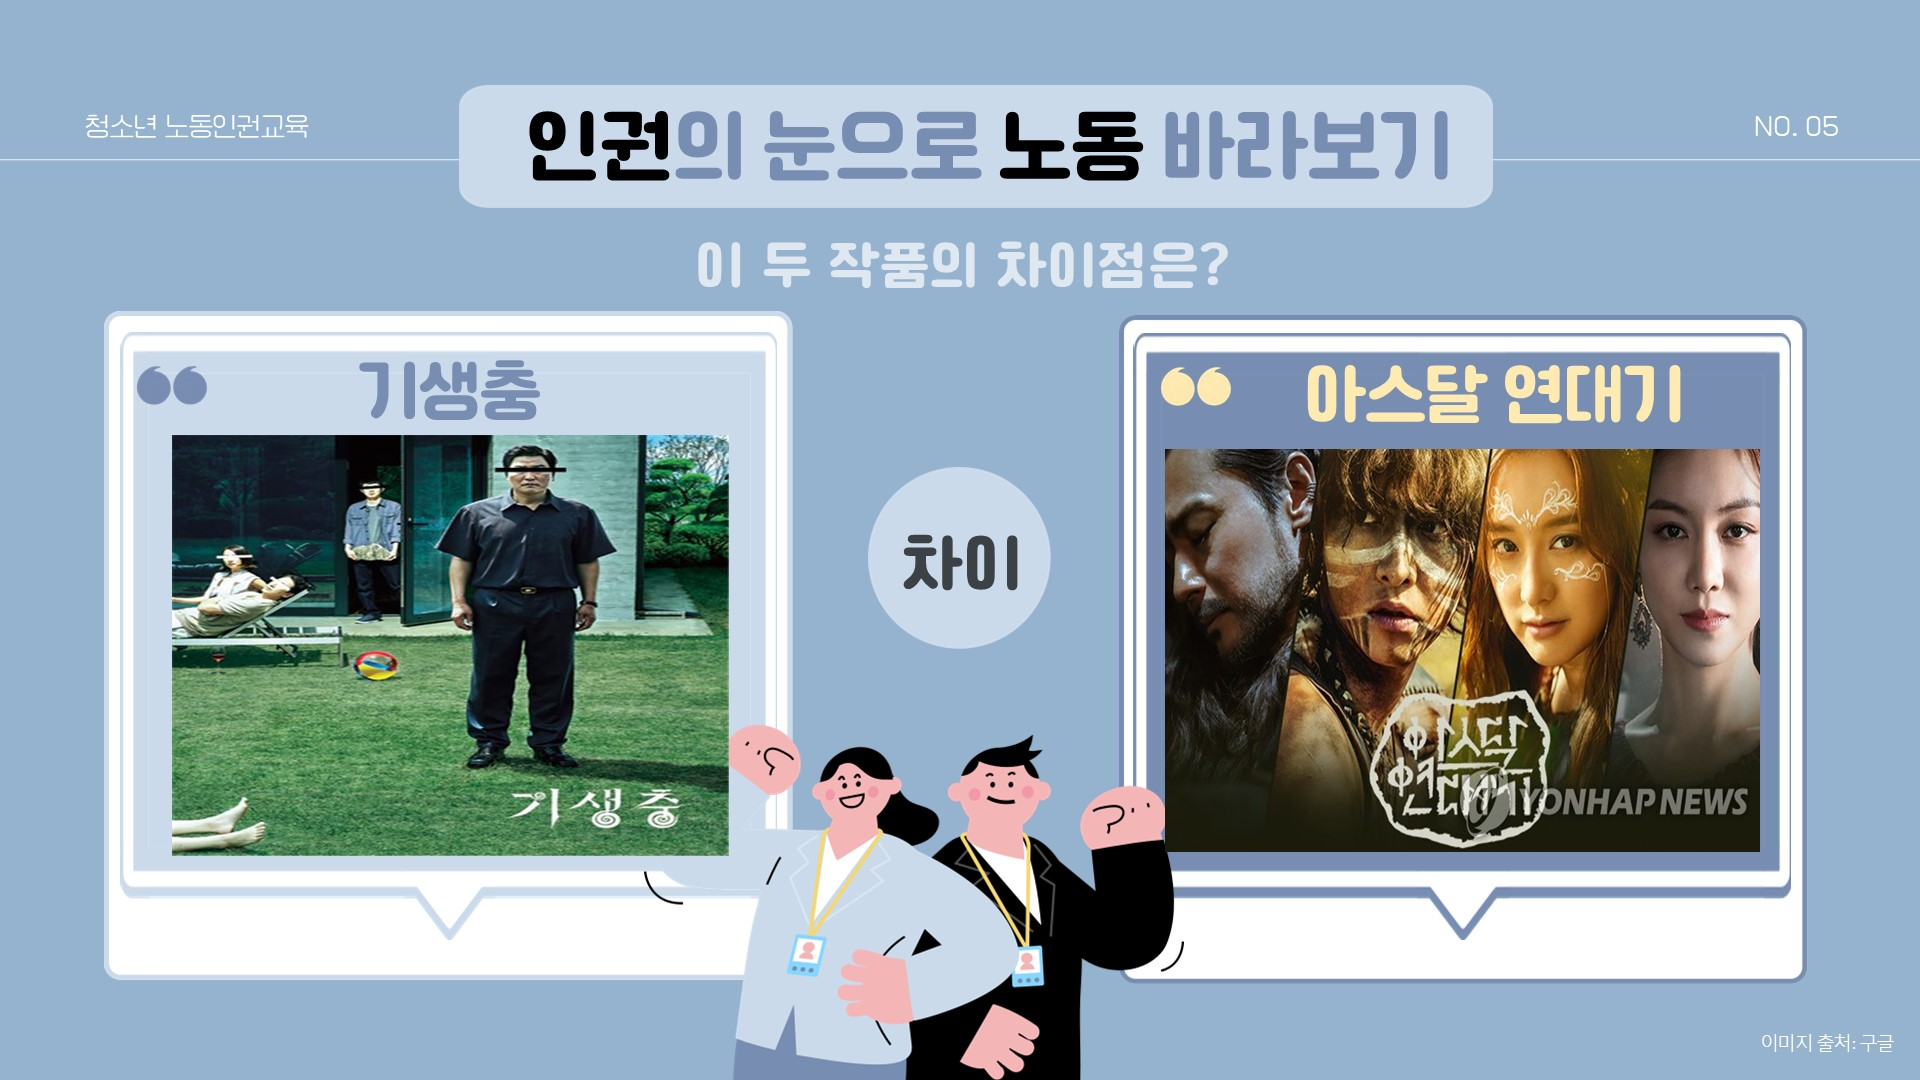 청소년 노동인권교육
인권의 눈으로 노동 바라보기
NO. 05
이 두 작품의 차이점은?
기생충
기생충
차이
아스달 연대기
아스달
연대기
YONHAP NEWS
이미지 출처: 구글